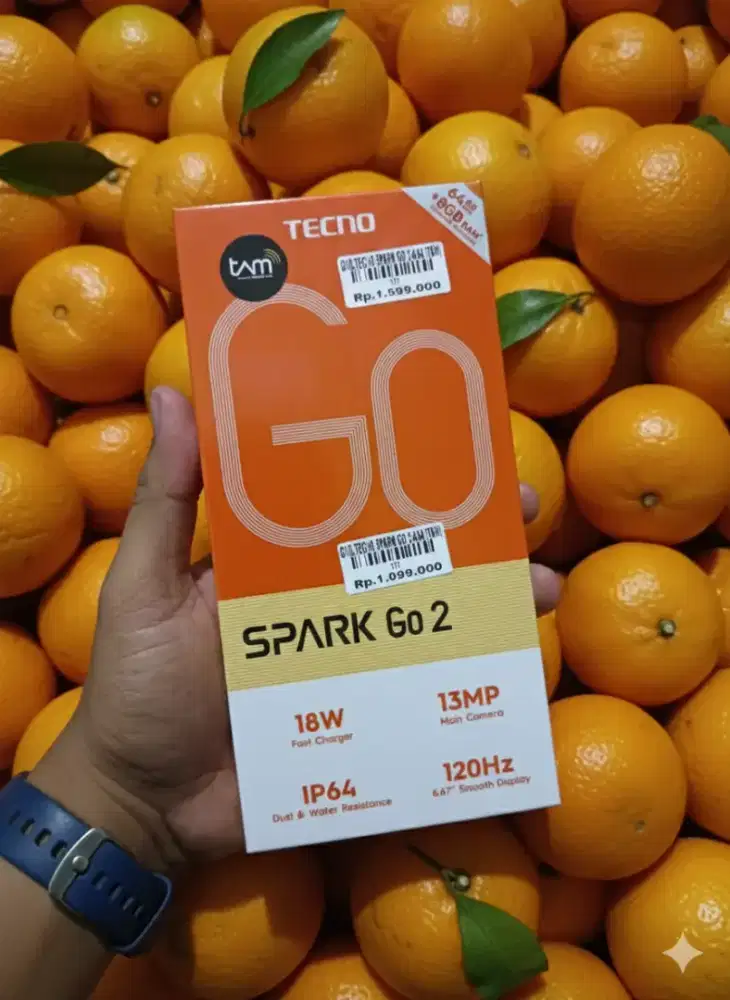 TECNO
64GB
8GB RAM*
tam
Rp.1.599.000
GO
Rp.1.099.000
SPARK Go 2
18W
Fast Charger
13MP
Main Camera
IP64
Dust & Water Resistance
120Hz
6.67" Smooth Display